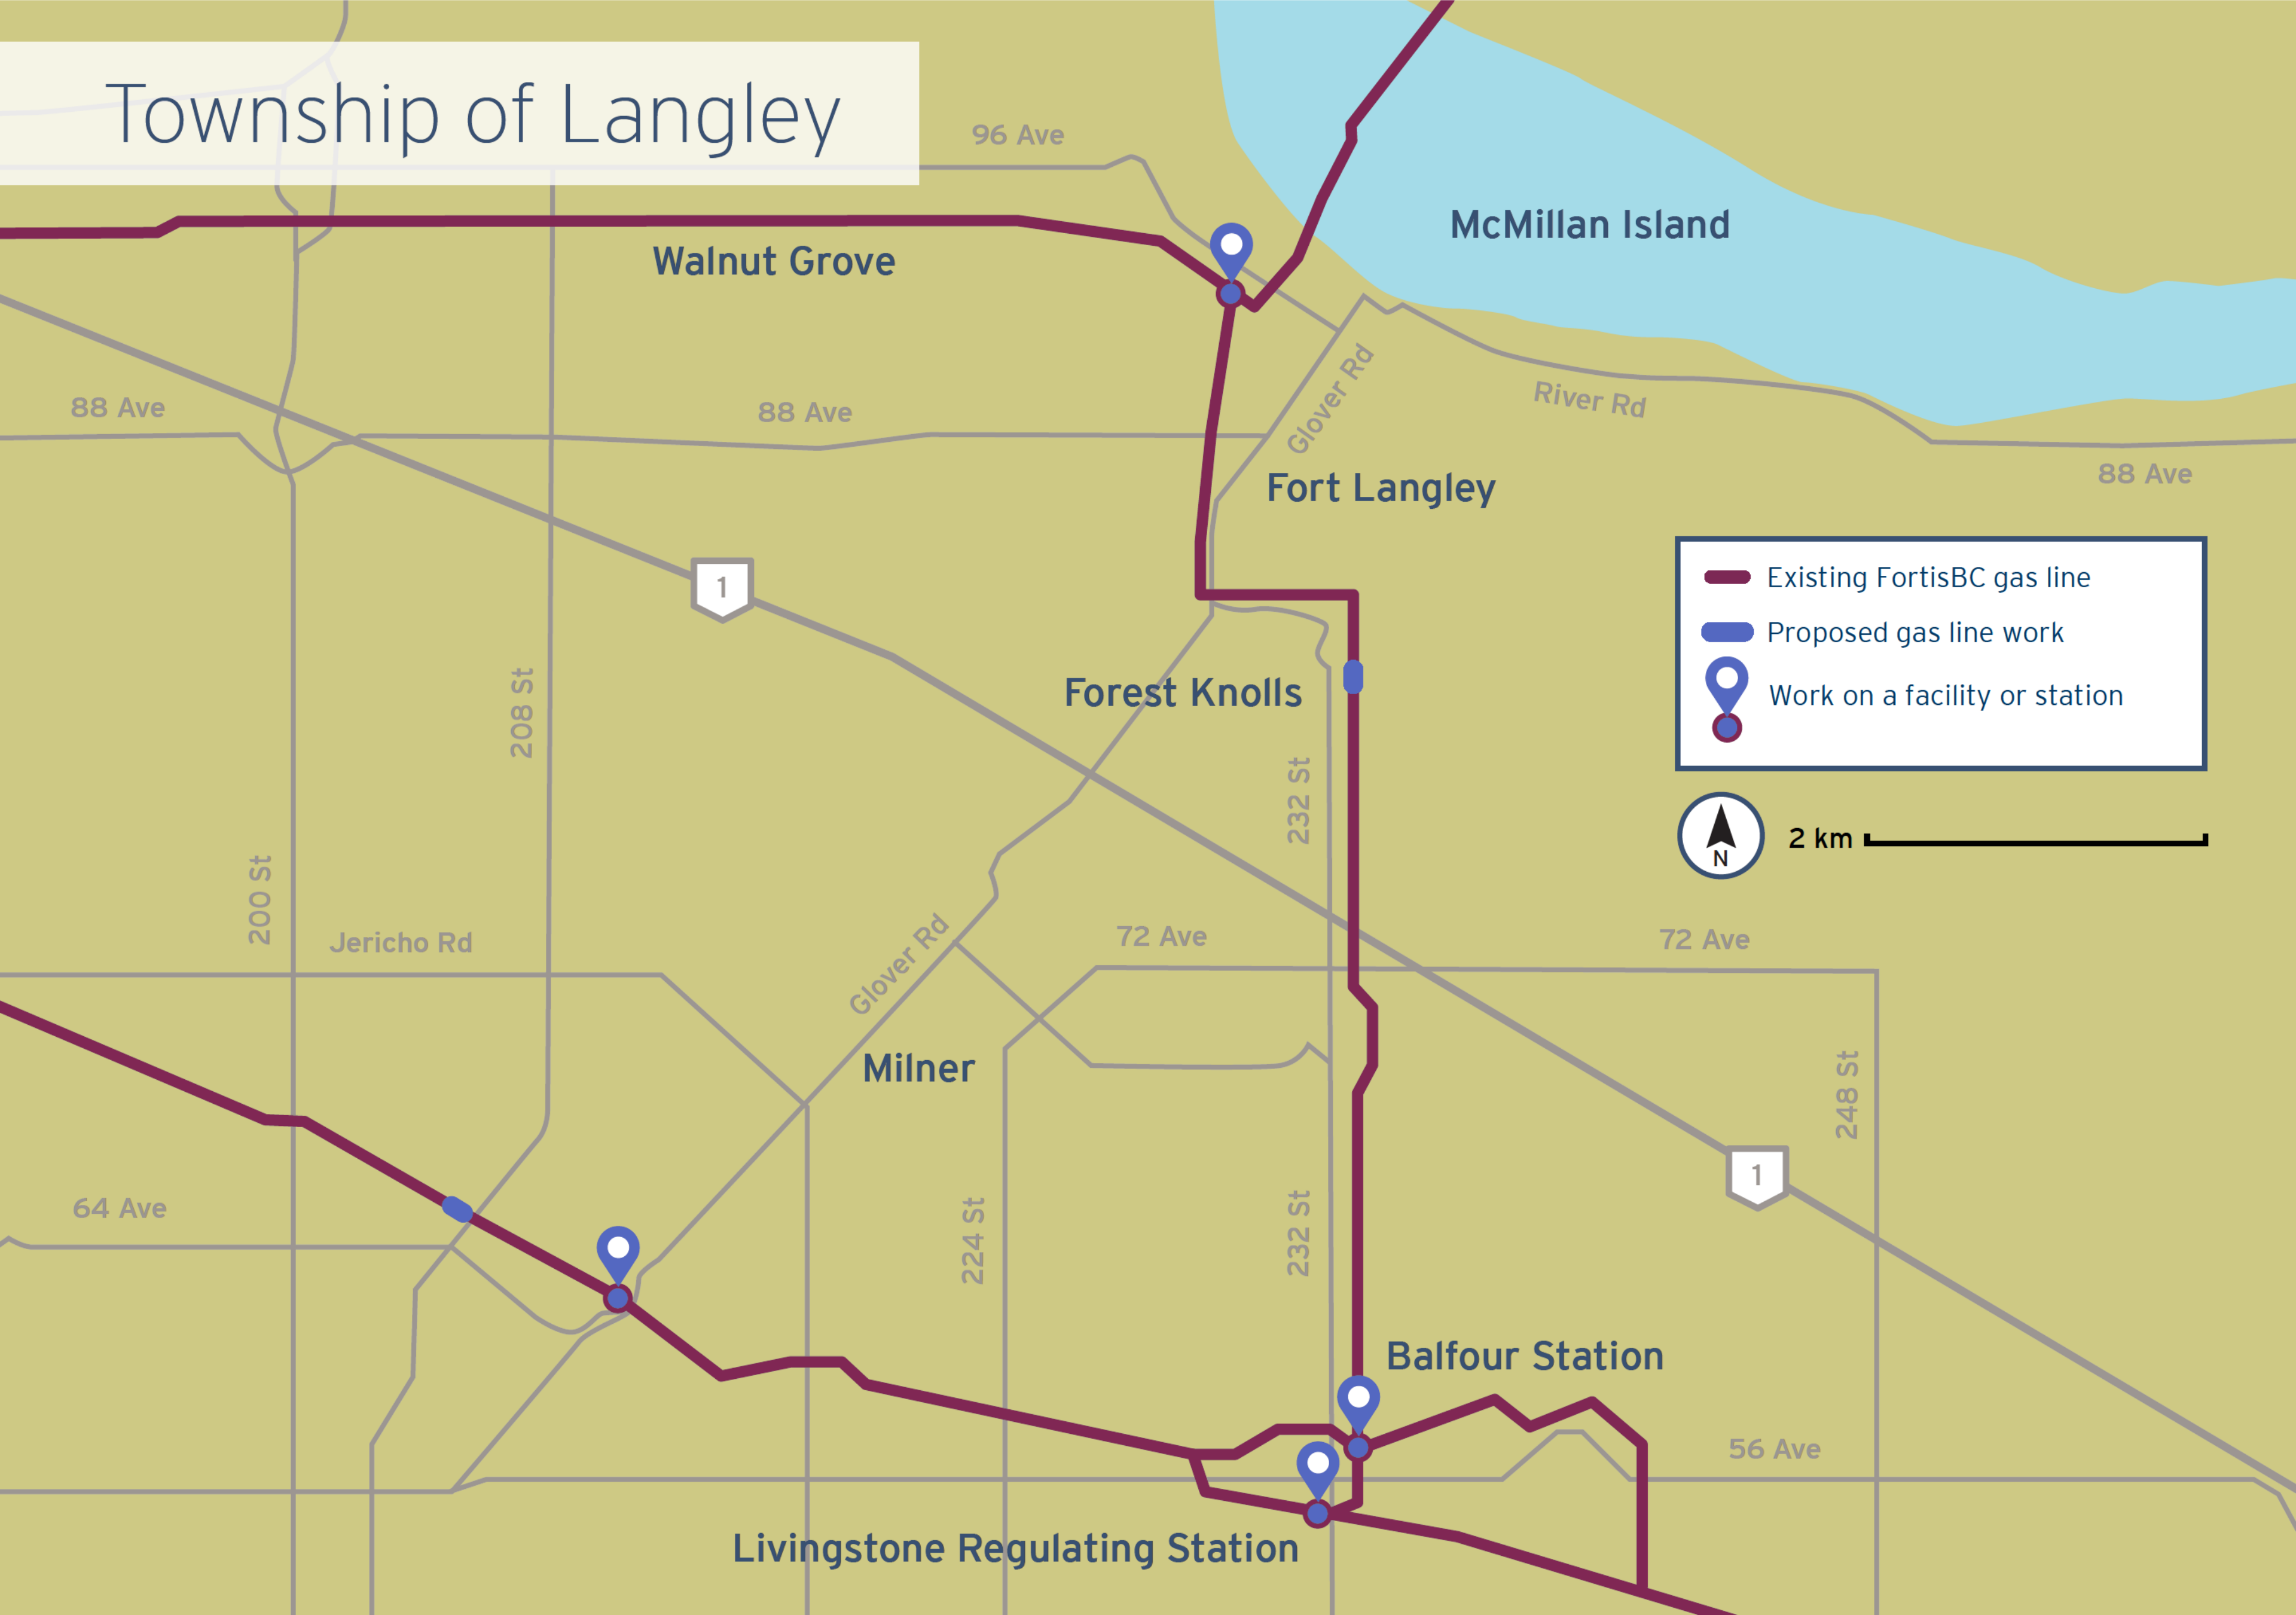 Township of Langley
96 Ave
McMillan Island
Walnut Grove
88 Ave
88 Ave
Glover Rd
River Rd
88 Ave
Fort Langley
1
Existing FortisBC gas line
Proposed gas line work
Work on a facility or station
208 St
Forest Knolls
232 St
N
2 km
200 St
Jericho Rd
Glover Rd
72 Ave
72 Ave
Milner
248 St
1
64 Ave
224 St
232 St
Balfour Station
56 Ave
Livingstone Regulating Station